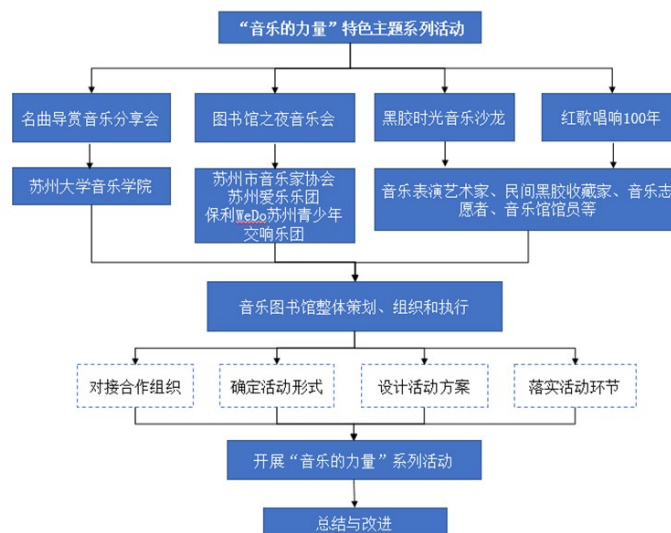 “音乐的力量”特色主题系列活动
名曲导赏音乐分享会
图书馆之夜音乐会
黑胶时光音乐沙龙
红歌唱响100年
苏州大学音乐学院
苏州市音乐家协会
苏州爱乐乐团
保利WeDo苏州青少年
交响乐团
音乐表演艺术家、民间黑胶收藏家、音乐志
愿者、音乐馆馆员等
音乐图书馆整体策划、组织和执行
对接合作组织
确定活动形式
设计活动方案
落实活动环节
开展“音乐的力量”系列活动
总结与改进